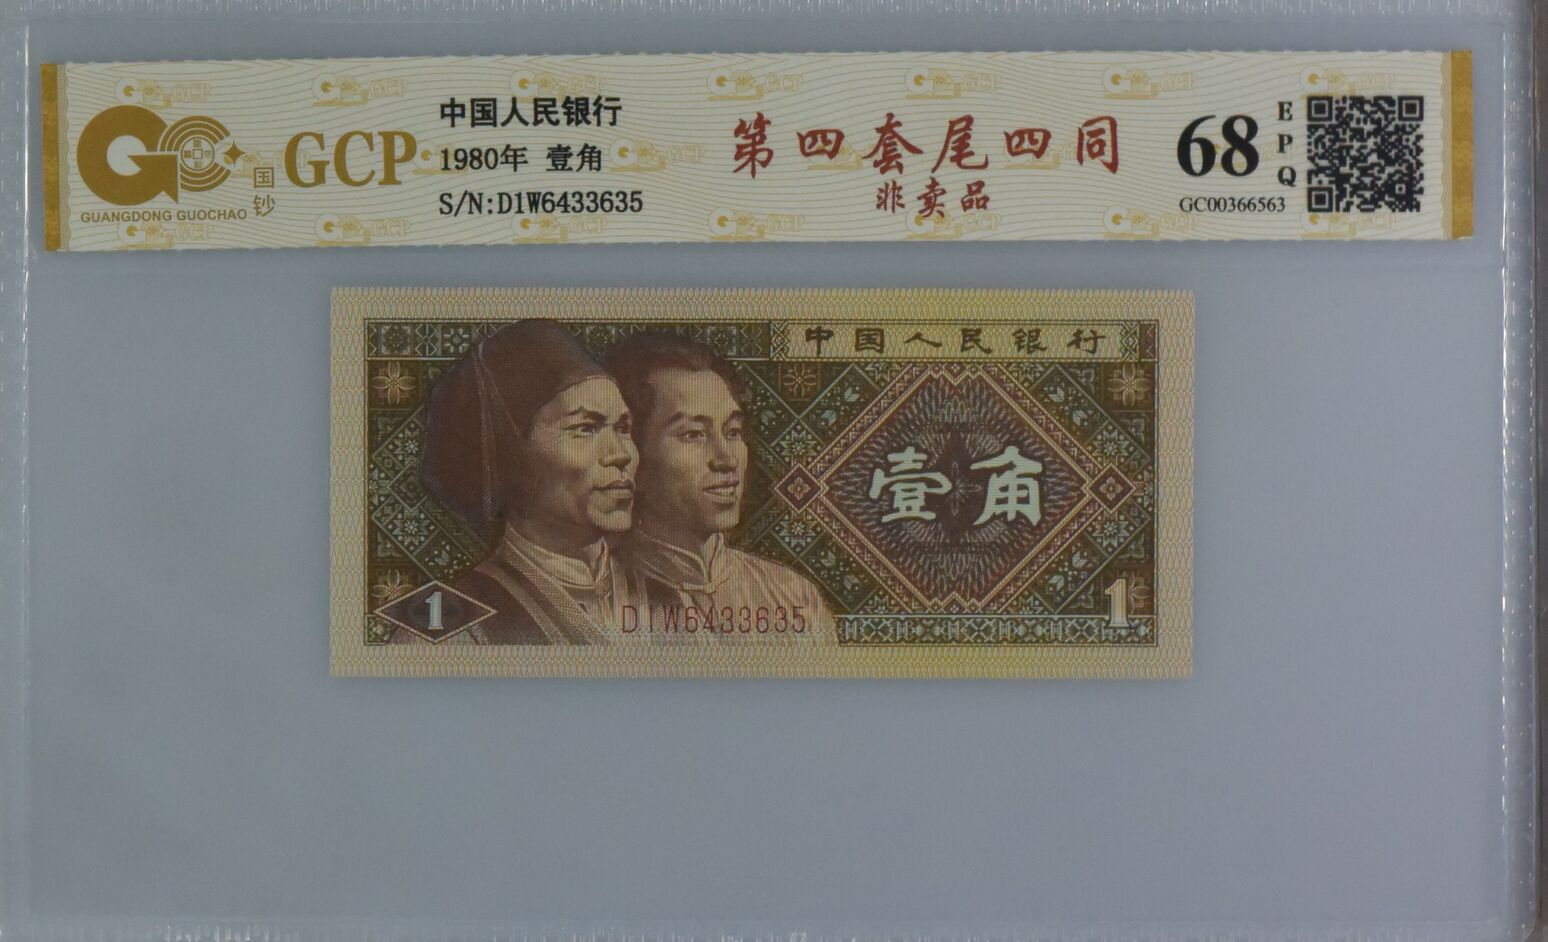 GCP
国钞
GUANGDONG GUOCHAO
中国人民银行
1980年 壹角
S/N:D1W6433635
第四套尾四同
非卖品
68
EPQ
GC00366563
中国人民银行
壹角
1
D1W6433635
1